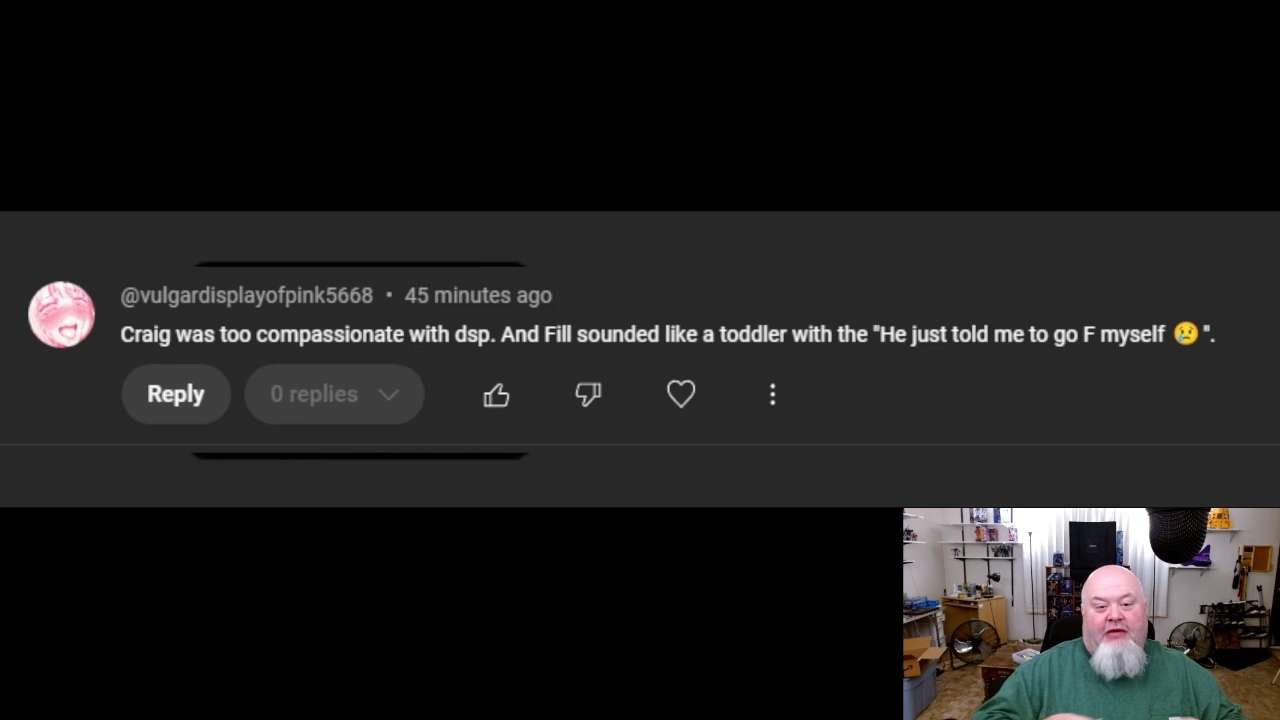 @vulgardisplayofpink5668 • 45 minutes ago
Craig was too compassionate with dsp. And Fill sounded like a toddler with the "He just told me to go F myself 😢 ".
Reply 0 replies